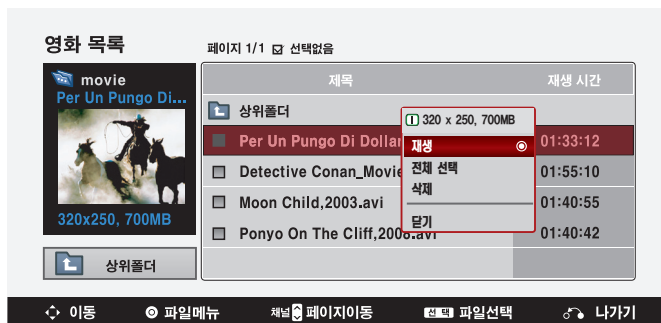 영화 목록
페이지 1/1 선택없음
movie
Per Un Pungo Di...
320x250, 700MB
상위폴더
제목 재생 시간
상위폴더
Per Un Pungo Di Dollar 01:33:12
Detective Conan_Movie 01:55:10
Moon Child,2003.avi 01:40:55
Ponyo On The Cliff,2008.avi 01:40:42
320 x 250, 700MB
재생
전체 선택
삭제
닫기
이동 파일메뉴 채널 페이지이동 선택 파일선택 나가기